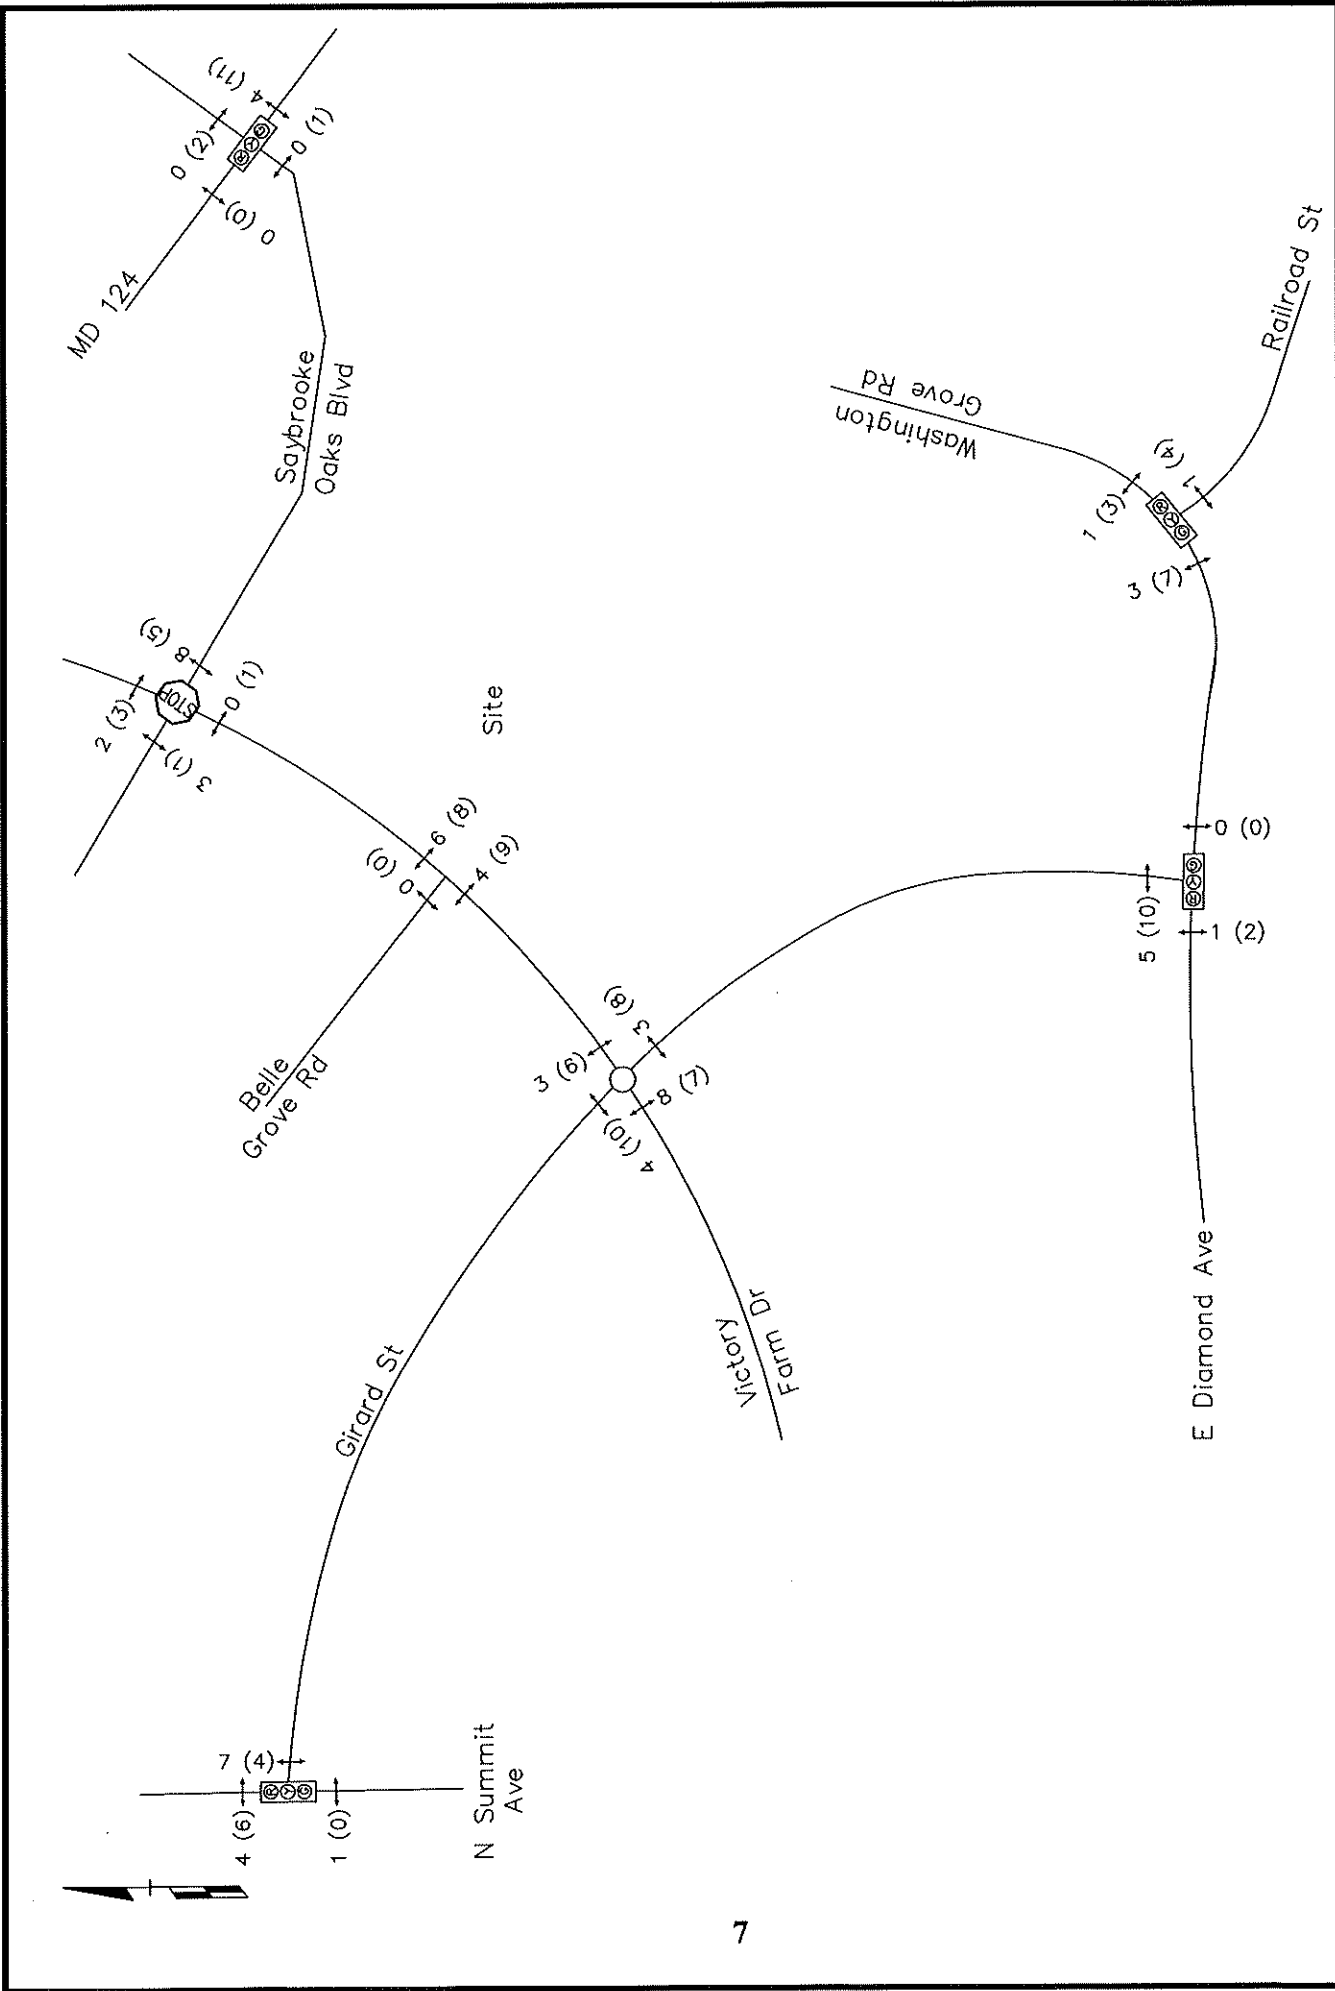 4 (11)
0 (2)
R Y G
0 (1)
0 (0)
MD 124
Saybrooke
Oaks Blvd
8 (5)
2 (3)
STOP
0 (1)
3 (1)
Site
6 (8)
0 (0)
4 (9)
Belle
Grove Rd
3 (6)
3 (8)
8 (7)
4 (10)
Victory
Farm Dr
Girard St
Washington
Grove Rd
Railroad St
1 (3)
1 (4)
R Y G
3 (7)
0 (0)
R Y G
5 (10)
1 (2)
E Diamond Ave
7 (4)
R Y G
4 (6)
1 (0)
N Summit
Ave
7